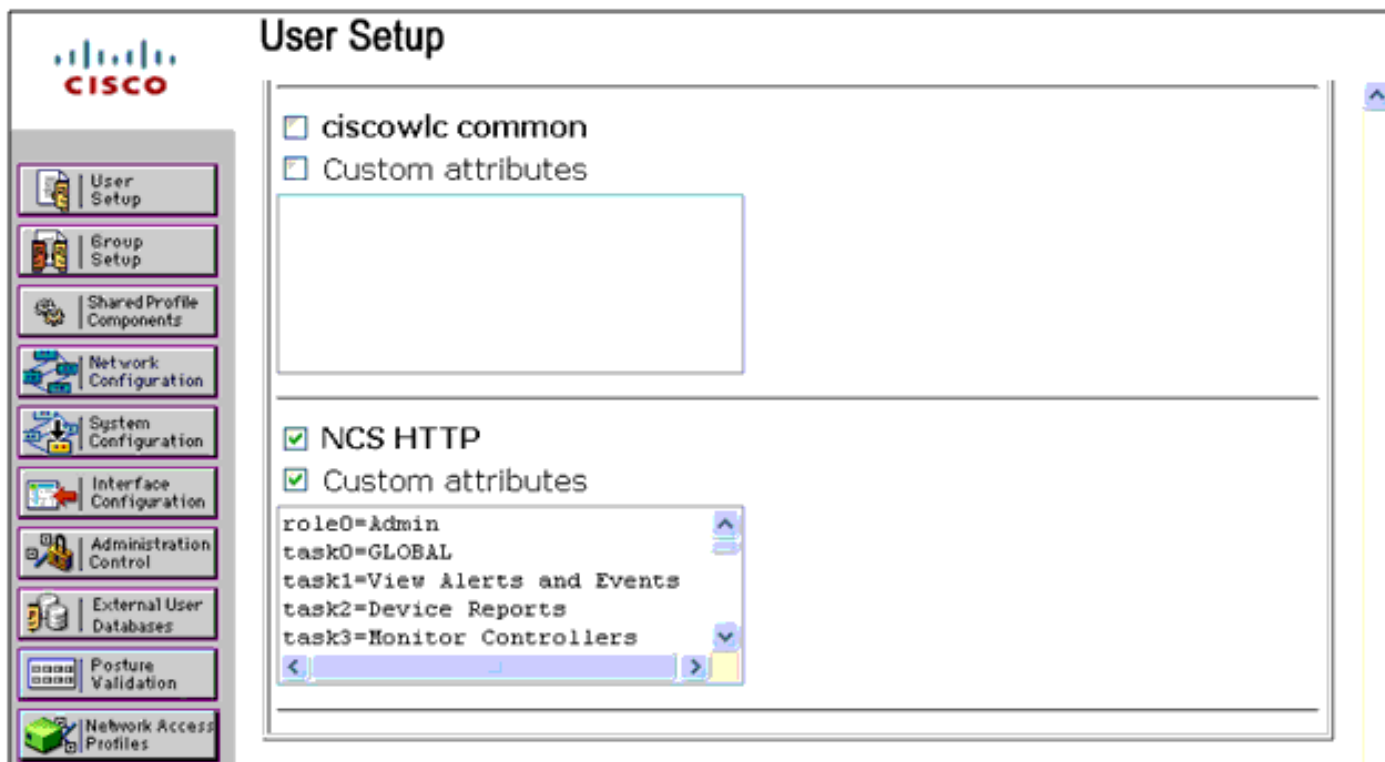 CISCO
User Setup
User
Setup
Group
Setup
Shared Profile
Components
Network
Configuration
System
Configuration
Interface
Configuration
Administration
Control
External User
Databases
Posture
Validation
Network Access
Profiles
ciscowlc common
Custom attributes
NCS HTTP
Custom attributes
role0=Admin
task0=GLOBAL
task1=View Alerts and Events
task2=Device Reports
task3=Monitor Controllers